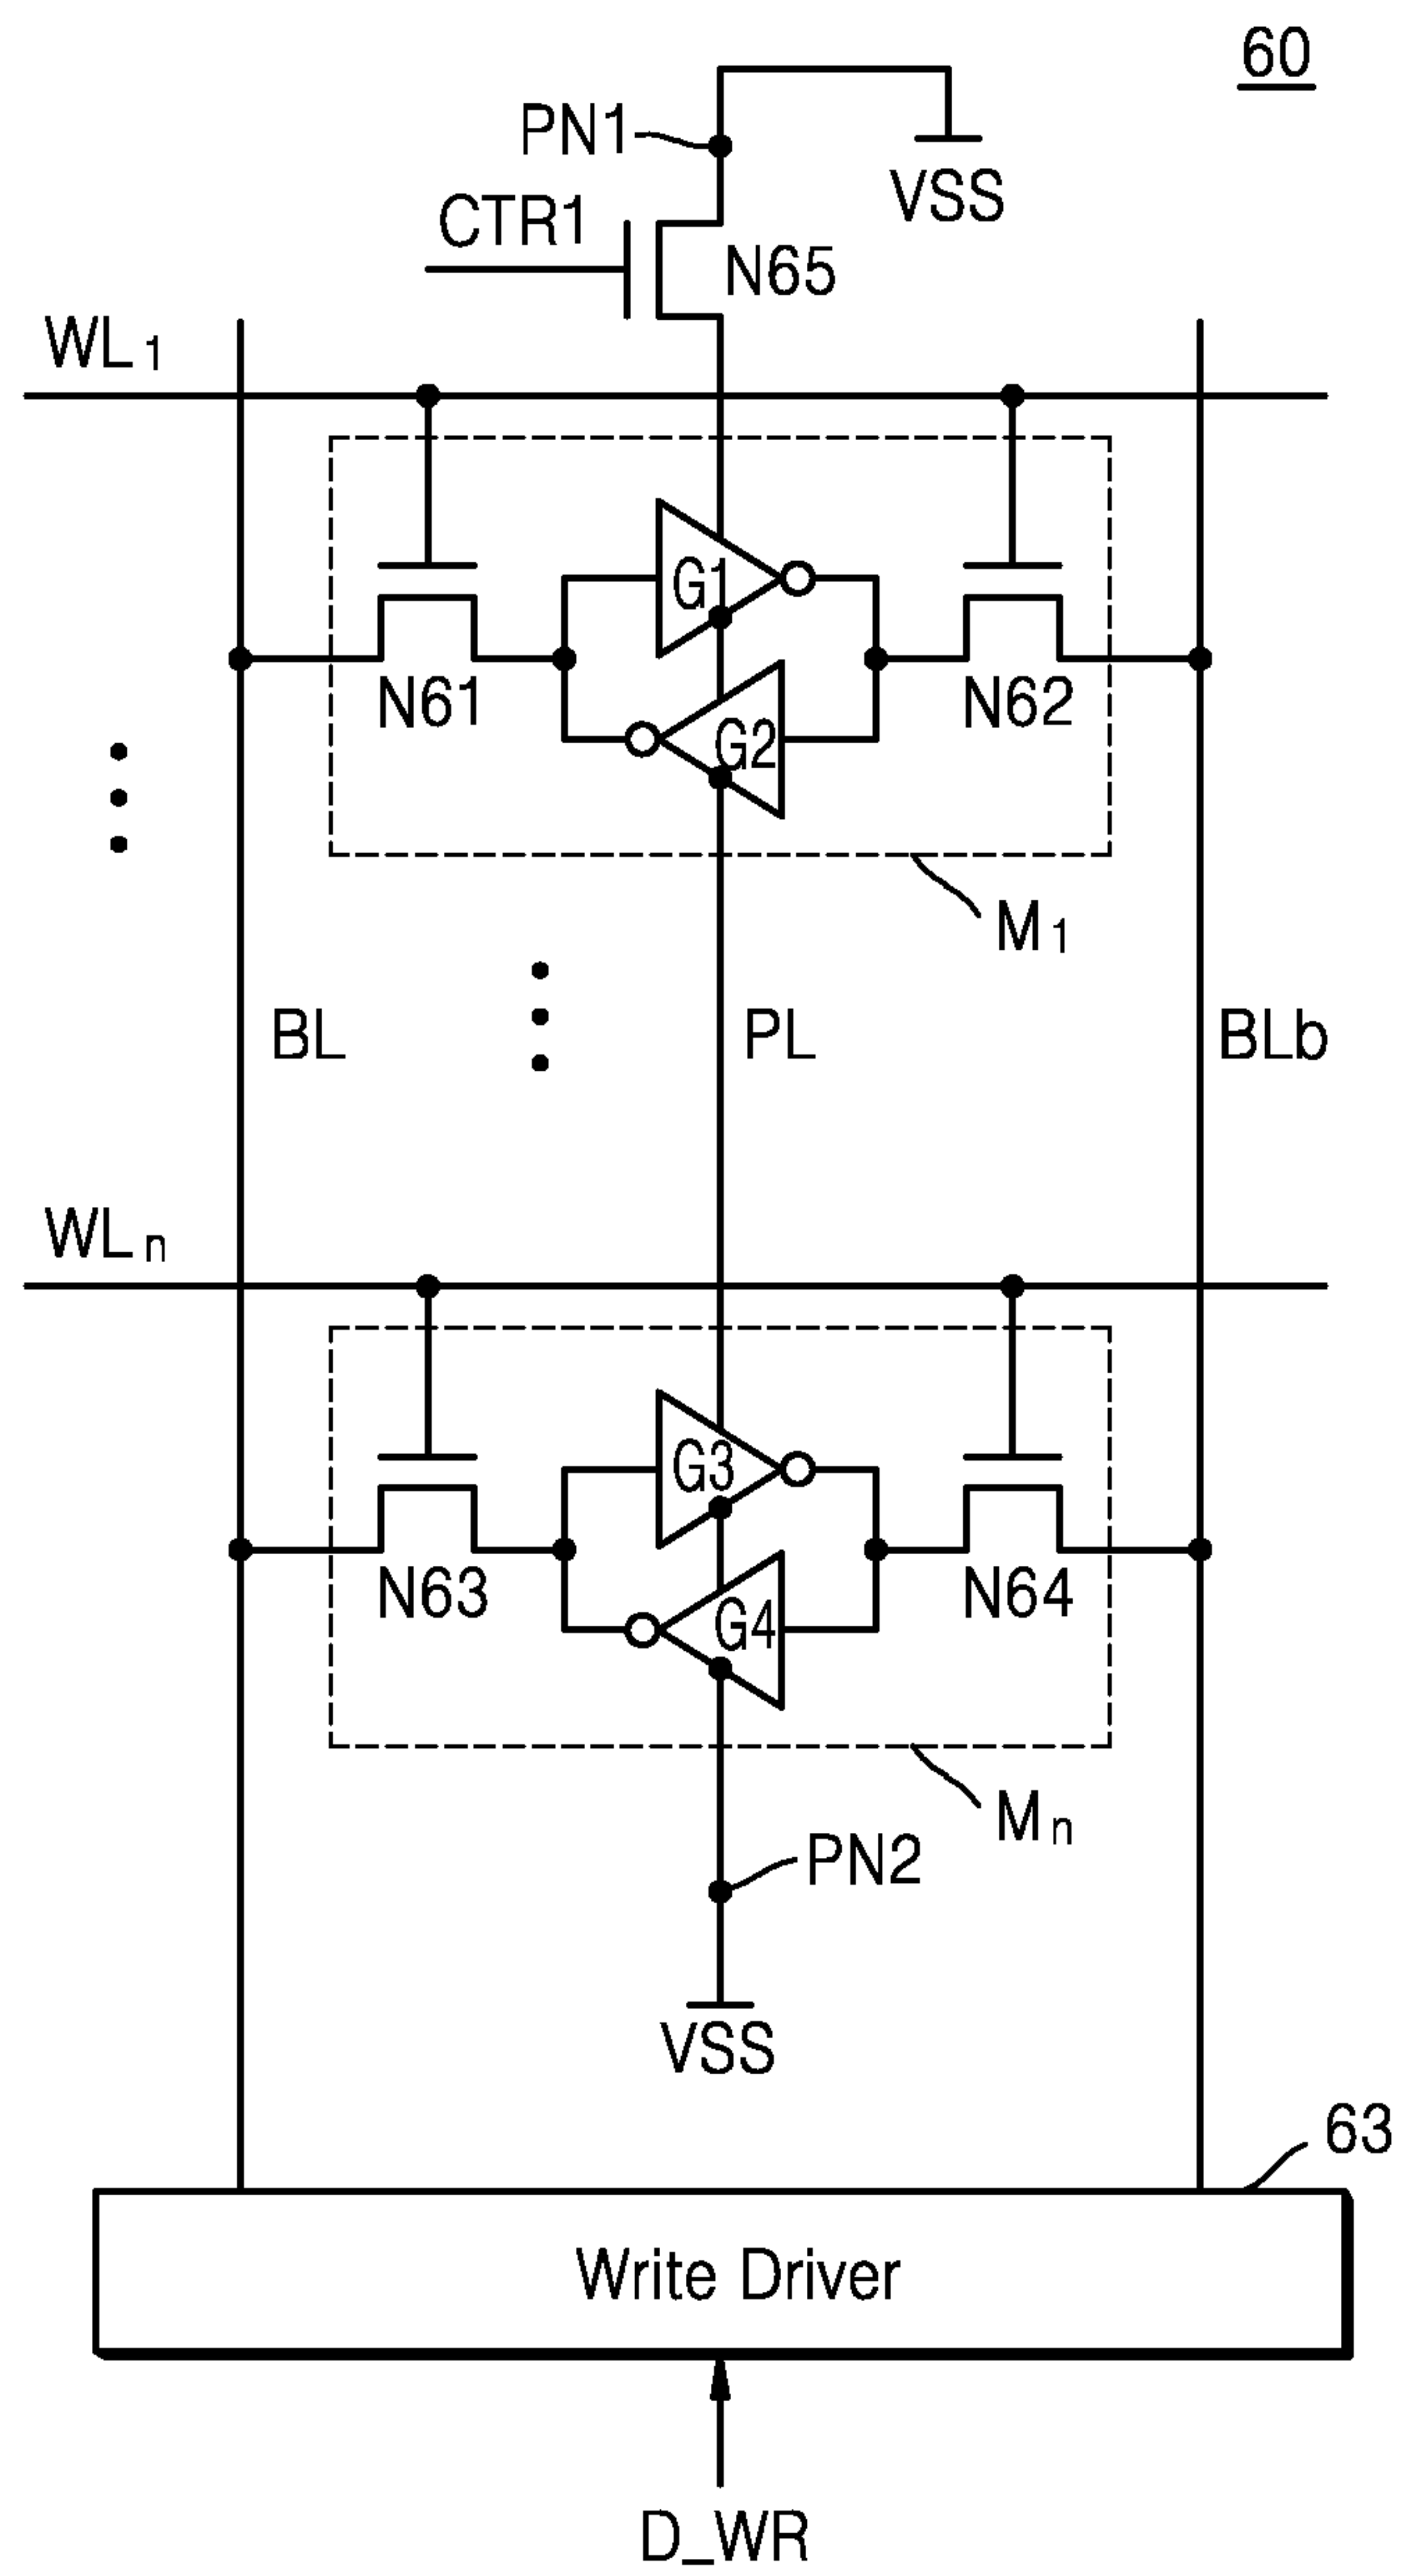 60
PN1
VSS
CTR1
N65
WL1
G1
N61
N62
G2
M1
BL
PL
BLb
WLn
G3
N63
N64
G4
Mn
PN2
VSS
63
Write Driver
D_WR